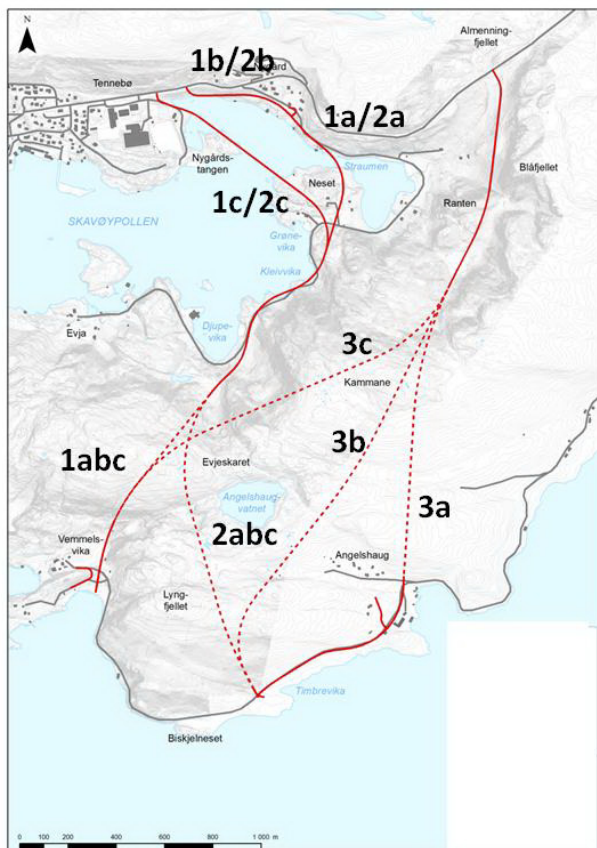 N
Almenning-
fjellet
1b/2b
Tennebø
1a/2a
Nygårds-
tangen
Straumen
Blåfjellet
Neset
Ranten
1c/2c
SKAVØYPOLLEN
Grøne-
vika
Kleivvika
Djupe-
vika
Evja
3c
Kammane
1abc
3b
Evjeskaret
Angelshaug-
vatnet
3a
2abc
Vemmels-
vika
Angelshaug
Lyng-
fjellet
Timbrevika
Biskjelneset
0 200 400 600 800 1 000 m